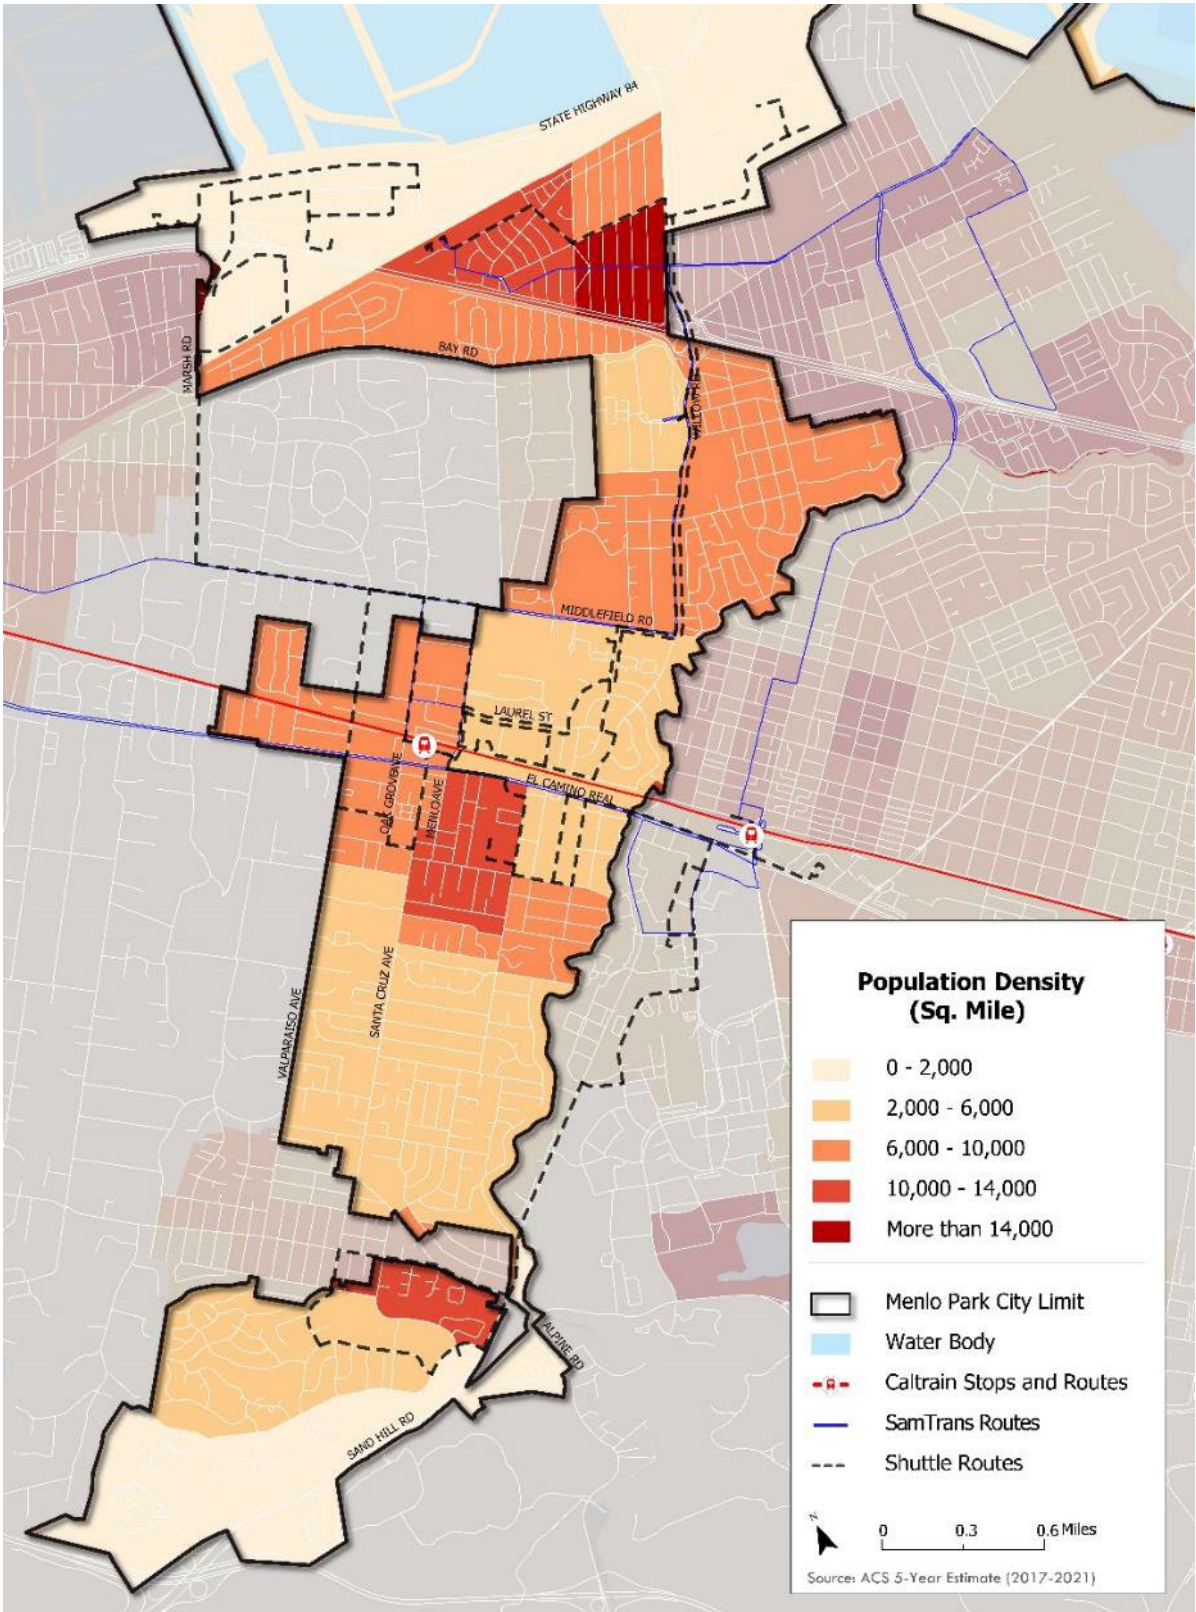 STATE HIGHWAY 84
MARSH RD
BAY RD
WILLOW RD
MIDDLEFIELD RD
LAUREL ST
EL CAMINO REAL
OAK GROVE AVE
MENLO AVE
SANTA CRUZ AVE
VALPARAISO AVE
ALPINE RD
SAND HILL RD
Population Density
(Sq. Mile)
0 - 2,000
2,000 - 6,000
6,000 - 10,000
10,000 - 14,000
More than 14,000
Menlo Park City Limit
Water Body
Caltrain Stops and Routes
SamTrans Routes
Shuttle Routes
N
0 0.3 0.6 Miles
Source: ACS 5-Year Estimate (2017-2021)